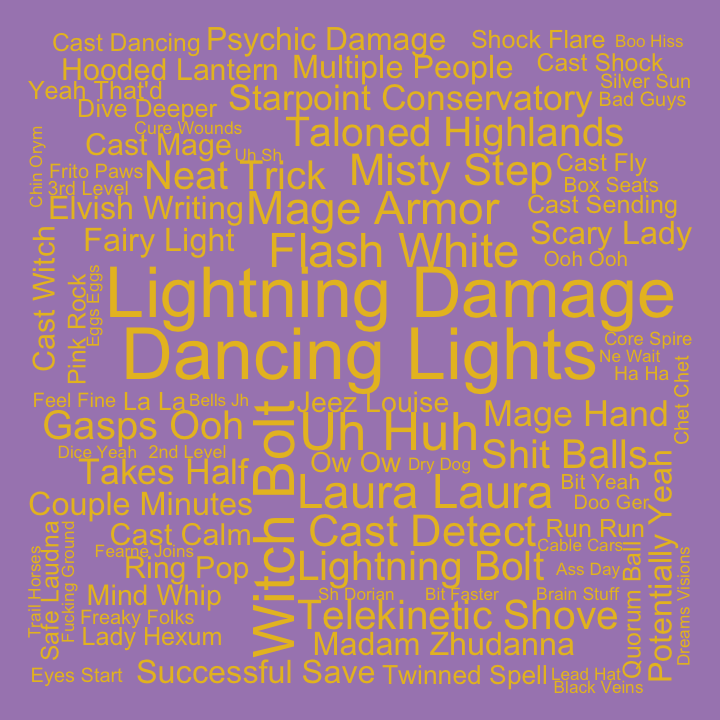 Cast Dancing
Psychic Damage
Shock Flare
Boo Hiss
Hooded Lantern
Multiple People
Cast Shock
Yeah That'd
Silver Sun
Dive Deeper
Starpoint Conservatory
Bad Guys
Cure Wounds
Cast Mage
Taloned Highlands
Chin Orym
Uh Sh
Frito Paws
Neat Trick
Misty Step
Cast Fly
3rd Level
Box Seats
Elvish Writing
Mage Armor
Cast Sending
Fairy Light
Flash White
Scary Lady
Ooh Ooh
Cast Witch
Pink Rock
Eggs Eggs
Lightning Damage
Dancing Lights
Core Spire
Ne Wait
Ha Ha
Chet Chet
Feel Fine
La La
Bells Jh
Jeez Louise
Gasps Ooh
Witch Bolt
Uh Huh
Mage Hand
Dice Yeah
2nd Level
Takes Half
Ow Ow
Dry Dog
Shit Balls
Bit Yeah
Couple Minutes
Laura Laura
Doo Ger
Potentially Yeah
Cast Calm
Cast Detect
Run Run
Fearne Joins
Cable Cars
Trail Horses
Safe Laudna
Fucking Ground
Ring Pop
Lightning Bolt
Ass Day
Quorum Ball
Dreams Visions
Mind Whip
Sh Dorian
Bit Faster
Brain Stuff
Freaky Folks
Telekinetic Shove
Lady Hexum
Madam Zhudanna
Eyes Start
Successful Save
Twinned Spell
Lead Hat
Black Veins